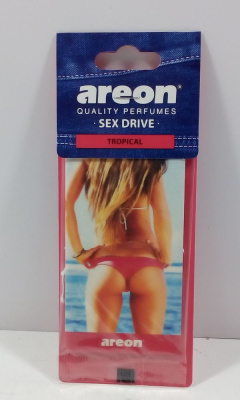 areon
QUALITY PERFUMES
· SEX DRIVE ·
TROPICAL
areon